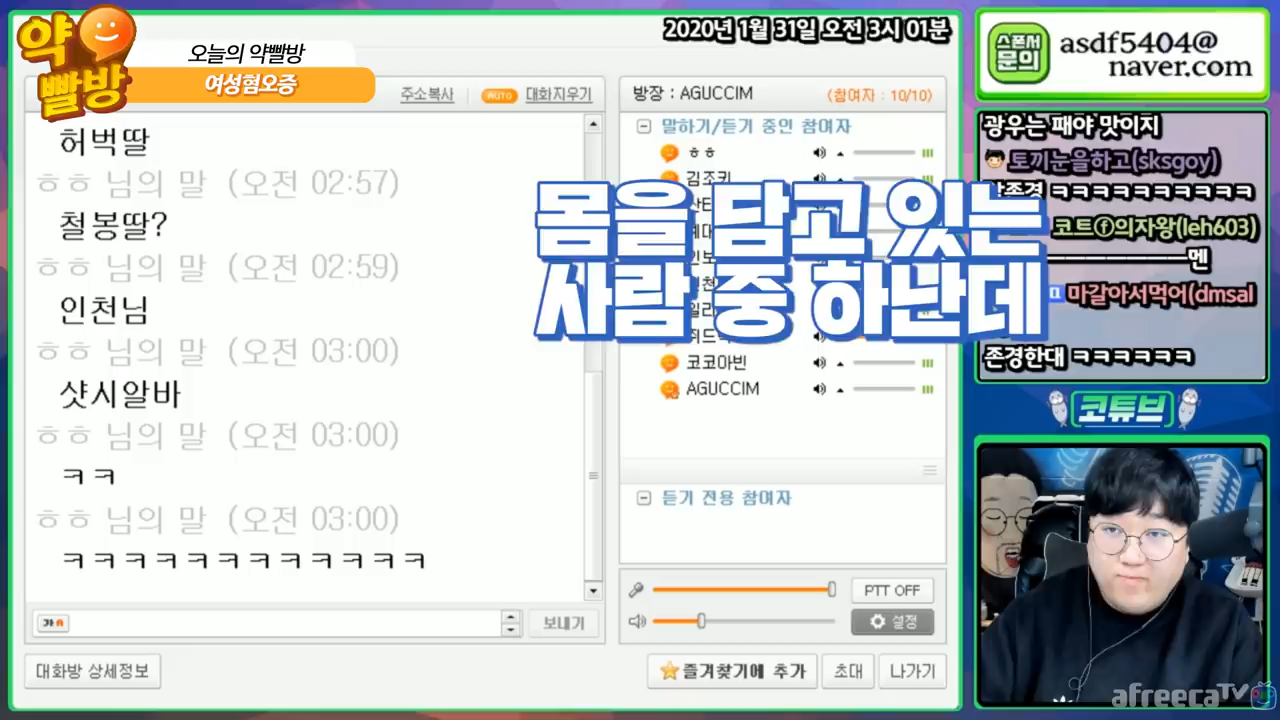 약빨방
오늘의 약빨방
여성혐오증
2020년 1월 31일 오전 3시 01분
주소복사
AUTO 대화지우기
허벅딸
ㅎㅎ 님의 말 (오전 02:57)
철봉딸?
ㅎㅎ 님의 말 (오전 02:59)
인천님
ㅎㅎ 님의 말 (오전 03:00)
샷시알바
ㅎㅎ 님의 말 (오전 03:00)
ㅋㅋ
ㅎㅎ 님의 말 (오전 03:00)
ㅋㅋㅋㅋㅋㅋㅋㅋㅋㅋㅋㅋ
가
보내기
대화방 상세정보
방장 : AGUCCIM
(참여자 : 10/10)
말하기/듣기 중인 참여자
ㅎㅎ
김조키
몸을 담고 있는
사람 중 하난데
코코아빈
AGUCCIM
듣기 전용 참여자
PTT OFF
설정
즐겨찾기에 추가
초대
나가기
스폰서
문의
asdf5404@
naver.com
광우는 패야 맛이지
토끼눈을하고(sksgoy)
ㅋㅋㅋㅋㅋㅋㅋㅋㅋㅋㅋ
코트ⓕ의자왕(leh603)
멘
마갈아서먹어(dmsal
존경한대 ㅋㅋㅋㅋㅋㅋ
코튜브
afreecaTV